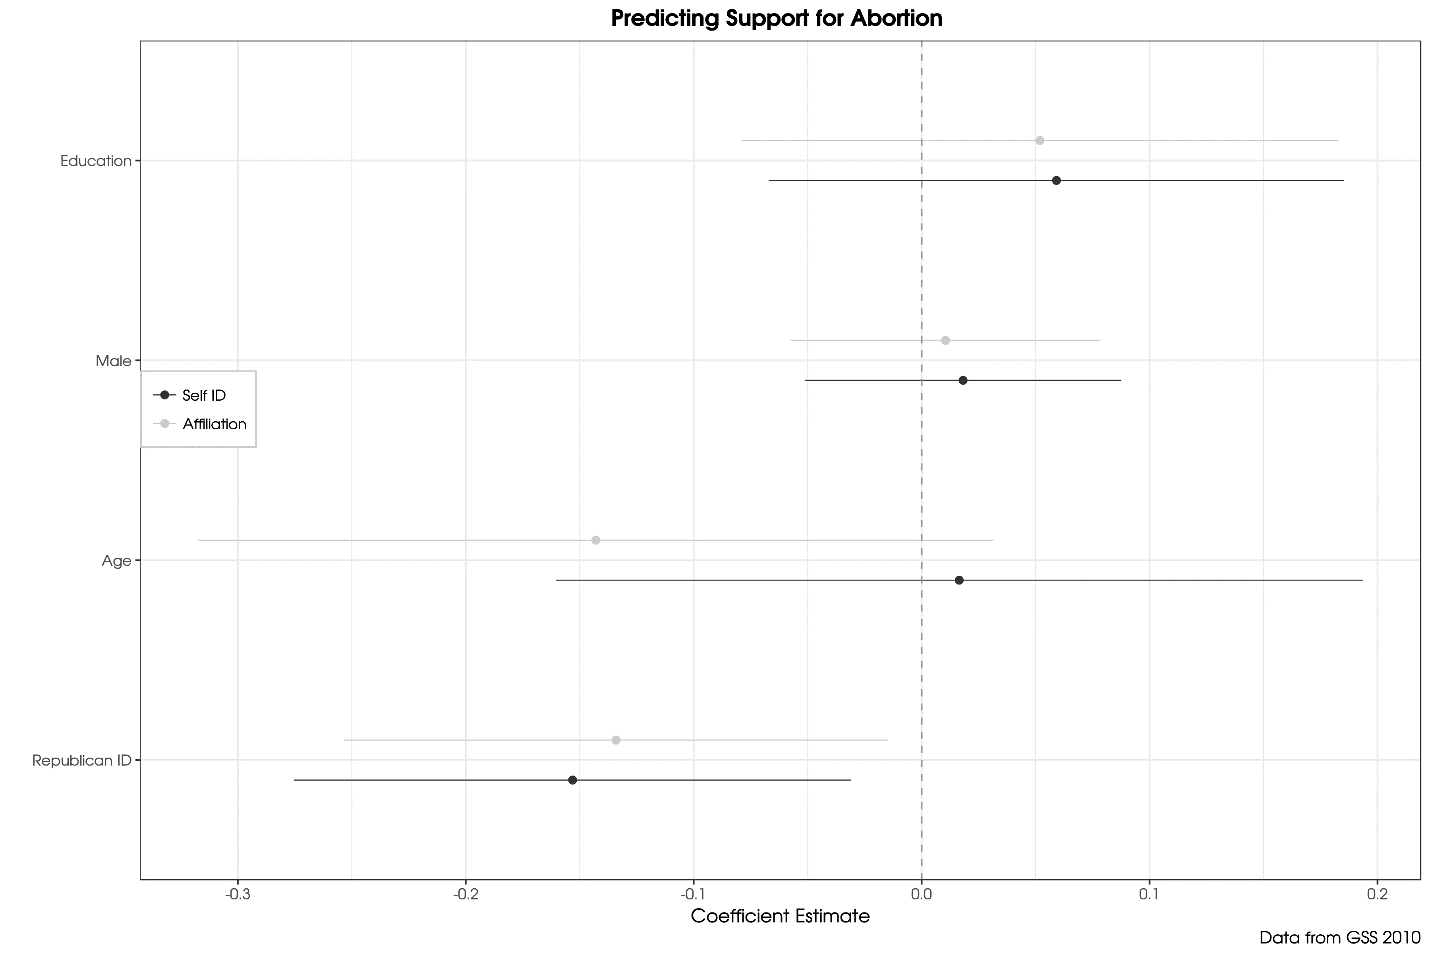 Predicting Support for Abortion
Education
Male
Self ID
Affiliation
Age
Republican ID
-0.3
-0.2
-0.1
0.0
0.1
0.2
Coefficient Estimate
Data from GSS 2010